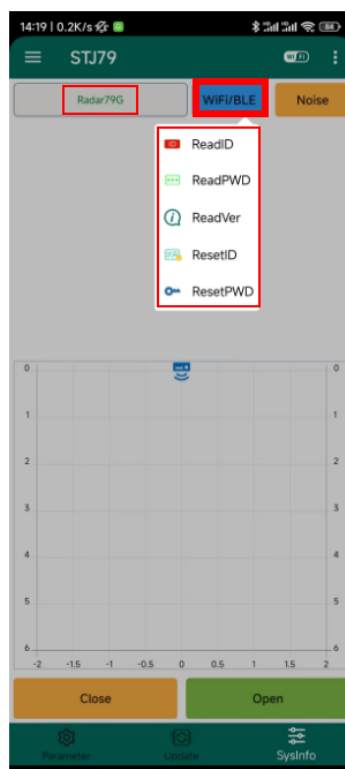 14:19 | 0.2K/s 84
STJ79 WiFi
Radar79G WiFi/BLE Noise
ReadID
ReadPWD
ReadVer
ResetID
ResetPWD
0 0
1 1
2 2
3 3
4 4
5 5
6 6
-2 -1.5 -1 -0.5 0 0.5 1 1.5 2
Close Open
Parameter Update SysInfo